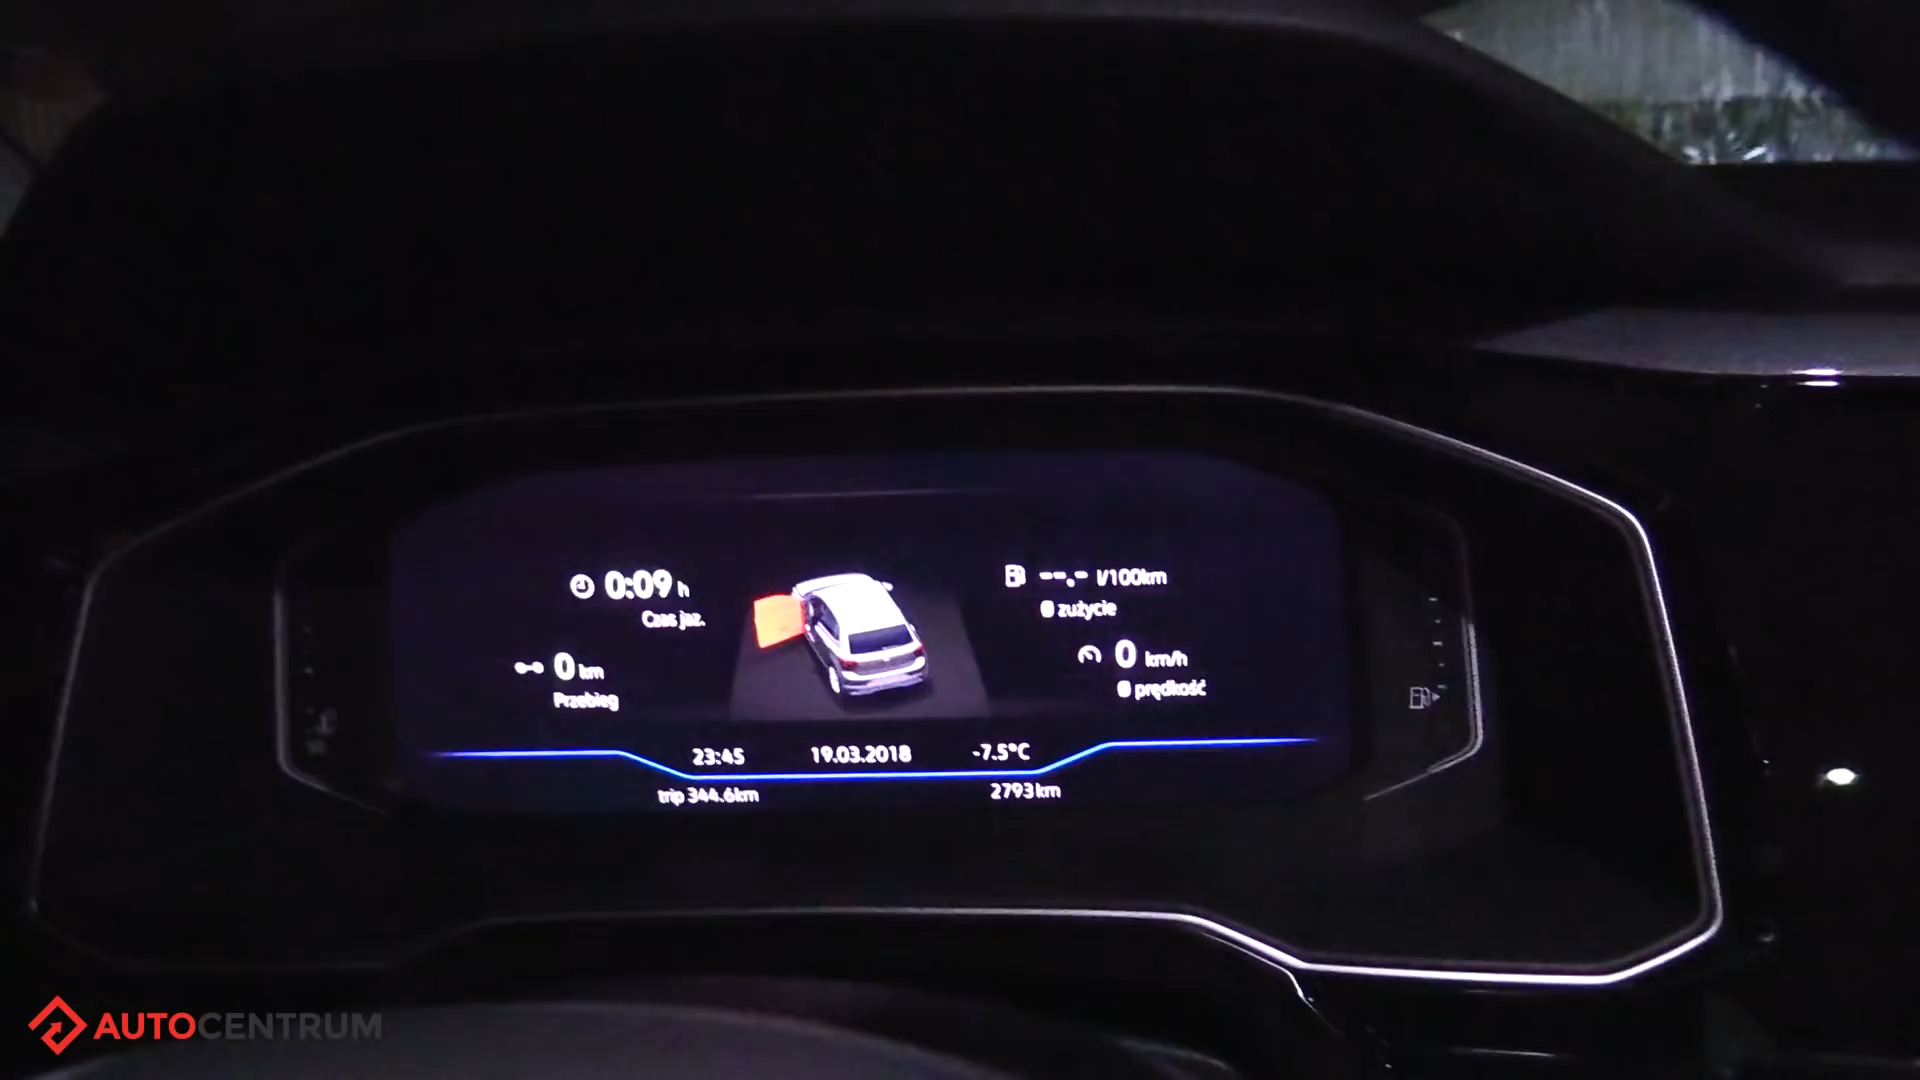 0:09 h
Czas jaz.
0 km
Przebieg
--.- l/100km
Ø zużycie
0 km/h
Ø prędkość
23:45 19.03.2018 -7.5°C
trip 344.6km 2793 km
AUTOCENTRUM